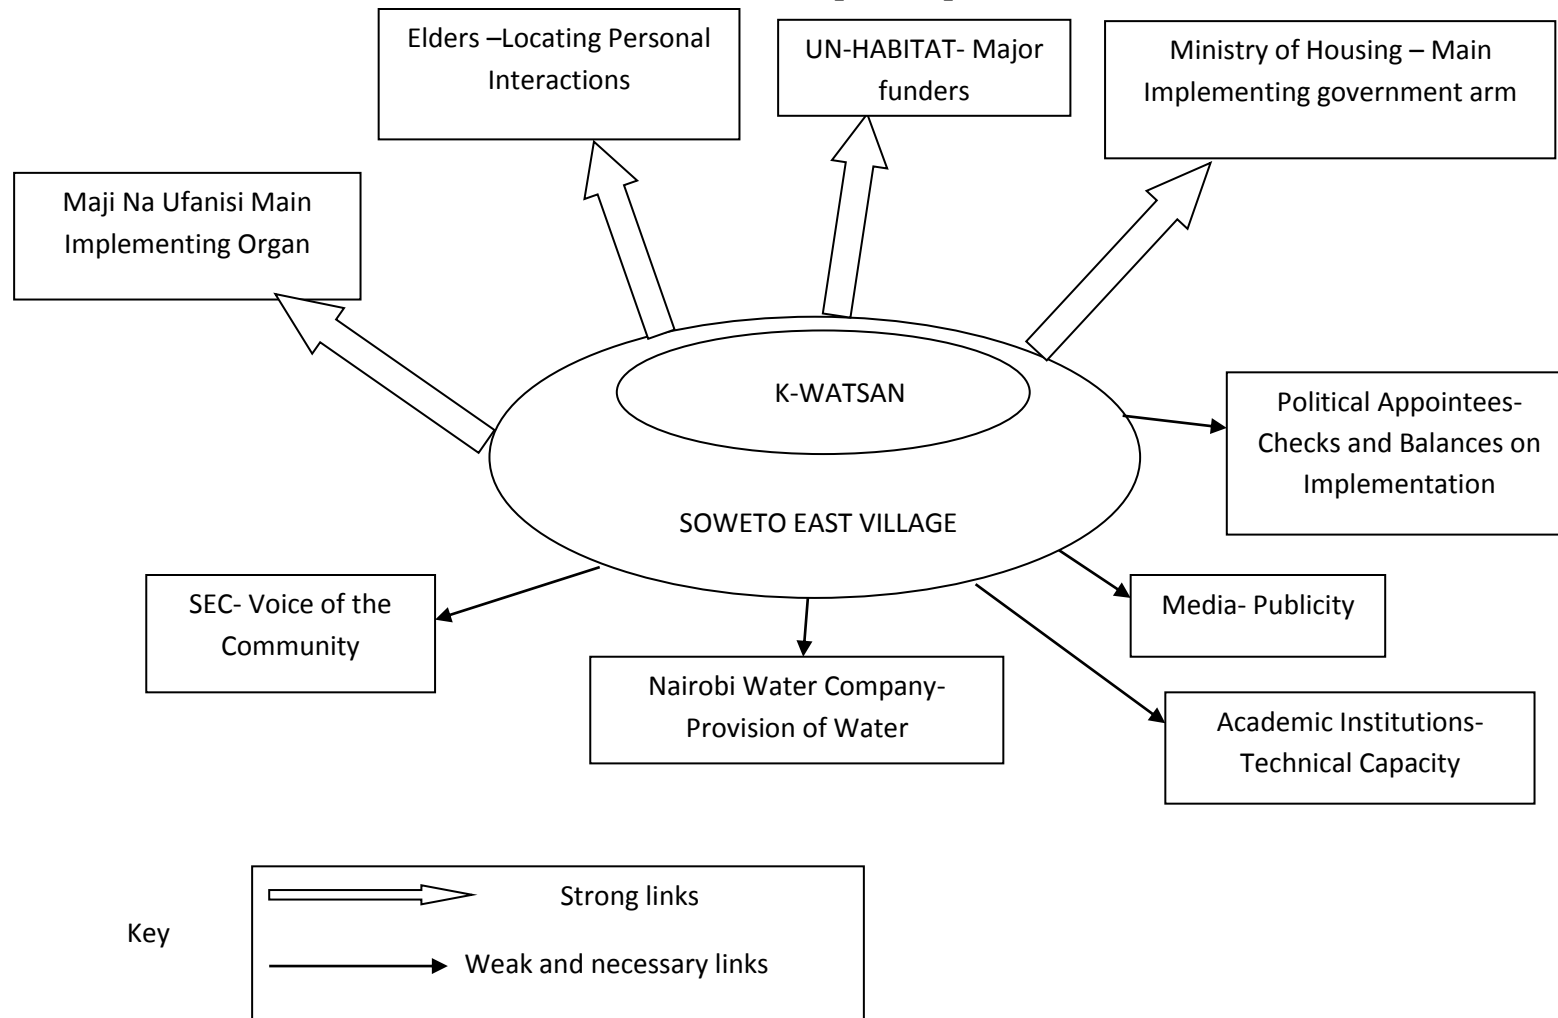 Elders –Locating Personal
Interactions
UN-HABITAT- Major
funders
Ministry of Housing – Main
Implementing government arm
Maji Na Ufanisi Main
Implementing Organ
K-WATSAN
SOWETO EAST VILLAGE
Political Appointees-
Checks and Balances on
Implementation
SEC- Voice of the
Community
Media- Publicity
Nairobi Water Company-
Provision of Water
Academic Institutions-
Technical Capacity
Key
Strong links
Weak and necessary links